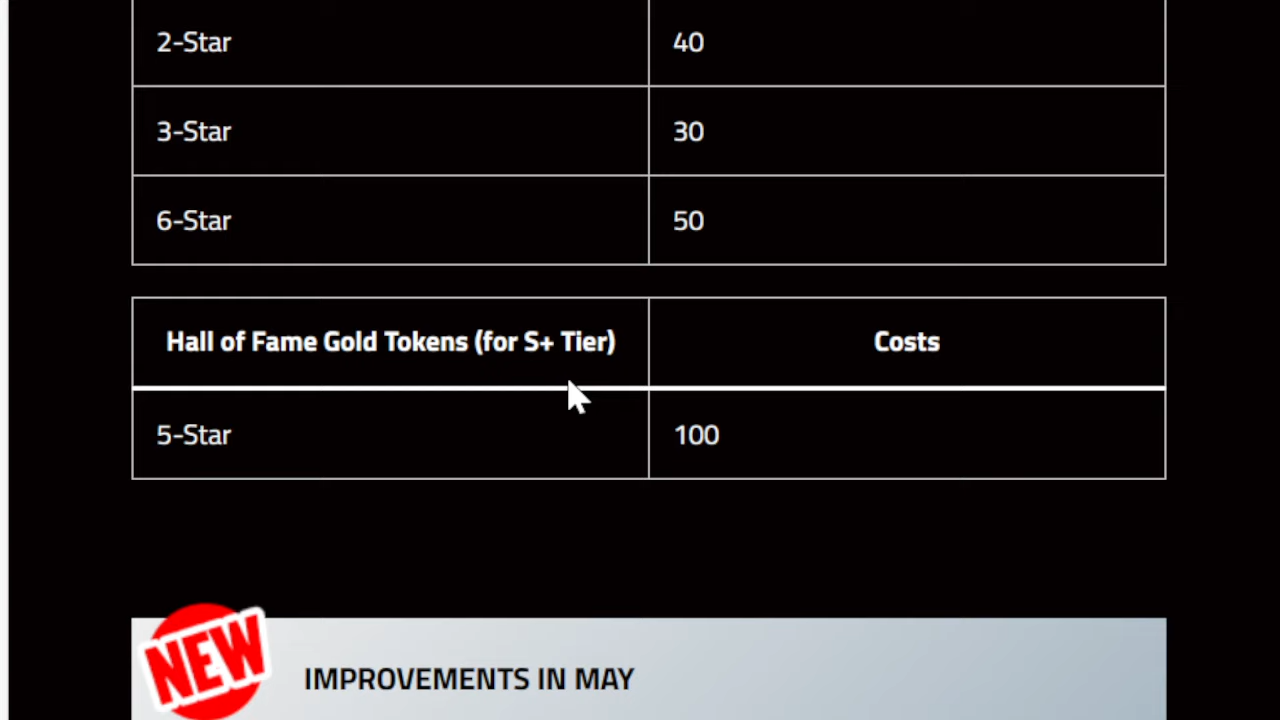 2-Star 40
3-Star 30
6-Star 50
Hall of Fame Gold Tokens (for S+ Tier) Costs
5-Star 100
NEW
IMPROVEMENTS IN MAY